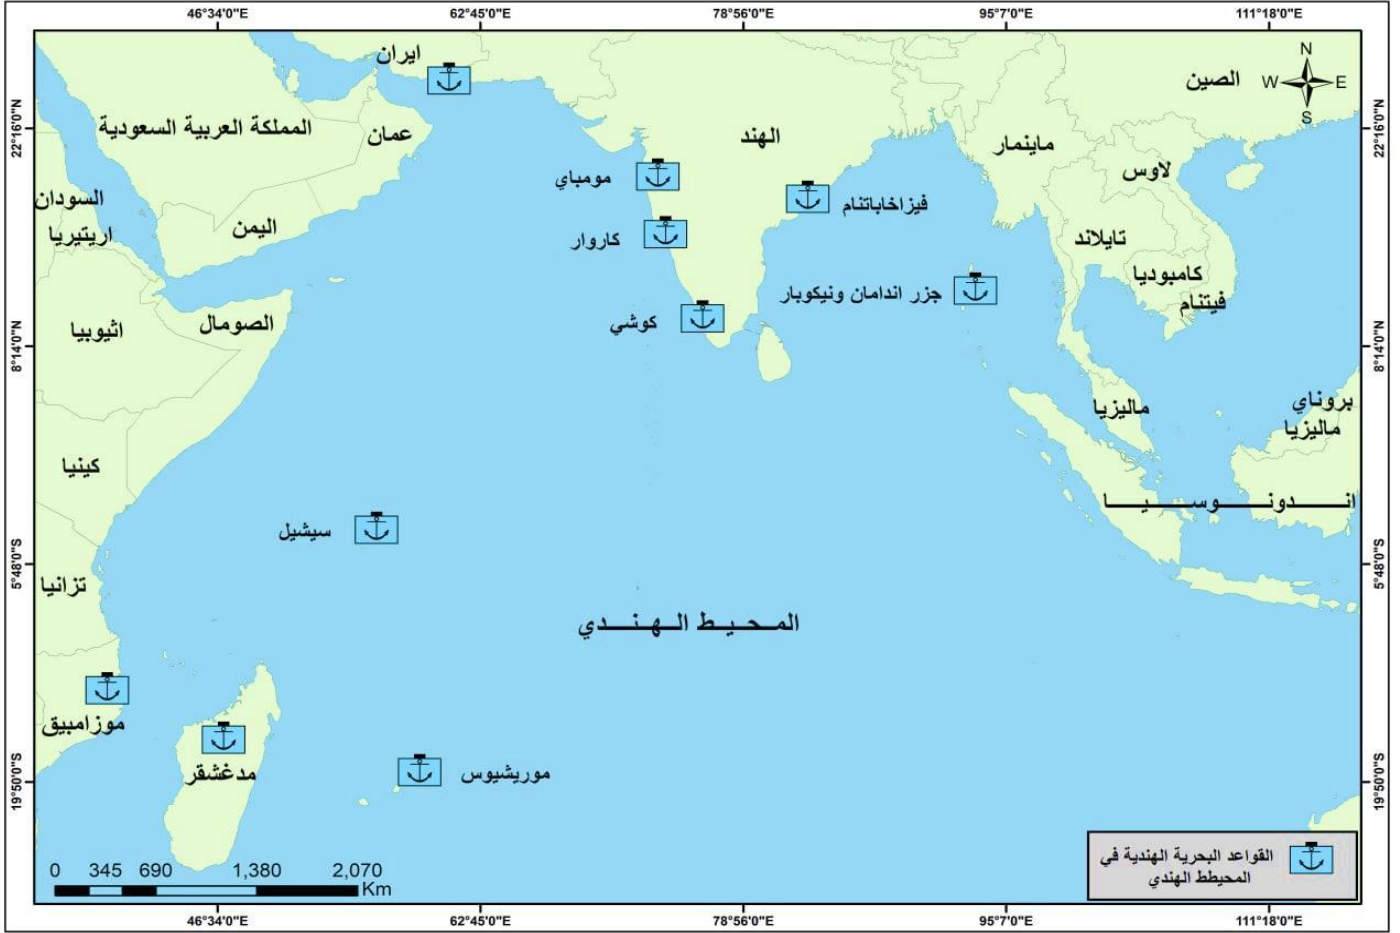 46°34'0"E 62°45'0"E 78°56'0"E 95°7'0"E 111°18'0"E
N
W E
S
ايران
الصين
22°16'0"N 22°16'0"N
المملكة العربية السعودية
عمان
الهند
ماينمار
لاوس
مومباي
السودان
فيزاخاباتنام
اريتيريا
اليمن
كاروار
تايلاند
كامبوديا
جزر اندامان ونيكوبار
فيتنام
اثيوبيا
الصومال
كوشي
8°14'0"N 8°14'0"N
بروناي
ماليزيا
ماليزيا
كينيا
انـــــدونـــــوســـــيـــــا
سيشيل
5°48'0"S 5°48'0"S
تزانيا
المـحـيـط الـهـنـــدي
موزامبيق
مدغشقر
موريشيوس
19°50'0"S 19°50'0"S
القواعد البحرية الهندية في
المحيطط الهندي
0 345 690 1,380 2,070
Km
46°34'0"E 62°45'0"E 78°56'0"E 95°7'0"E 111°18'0"E